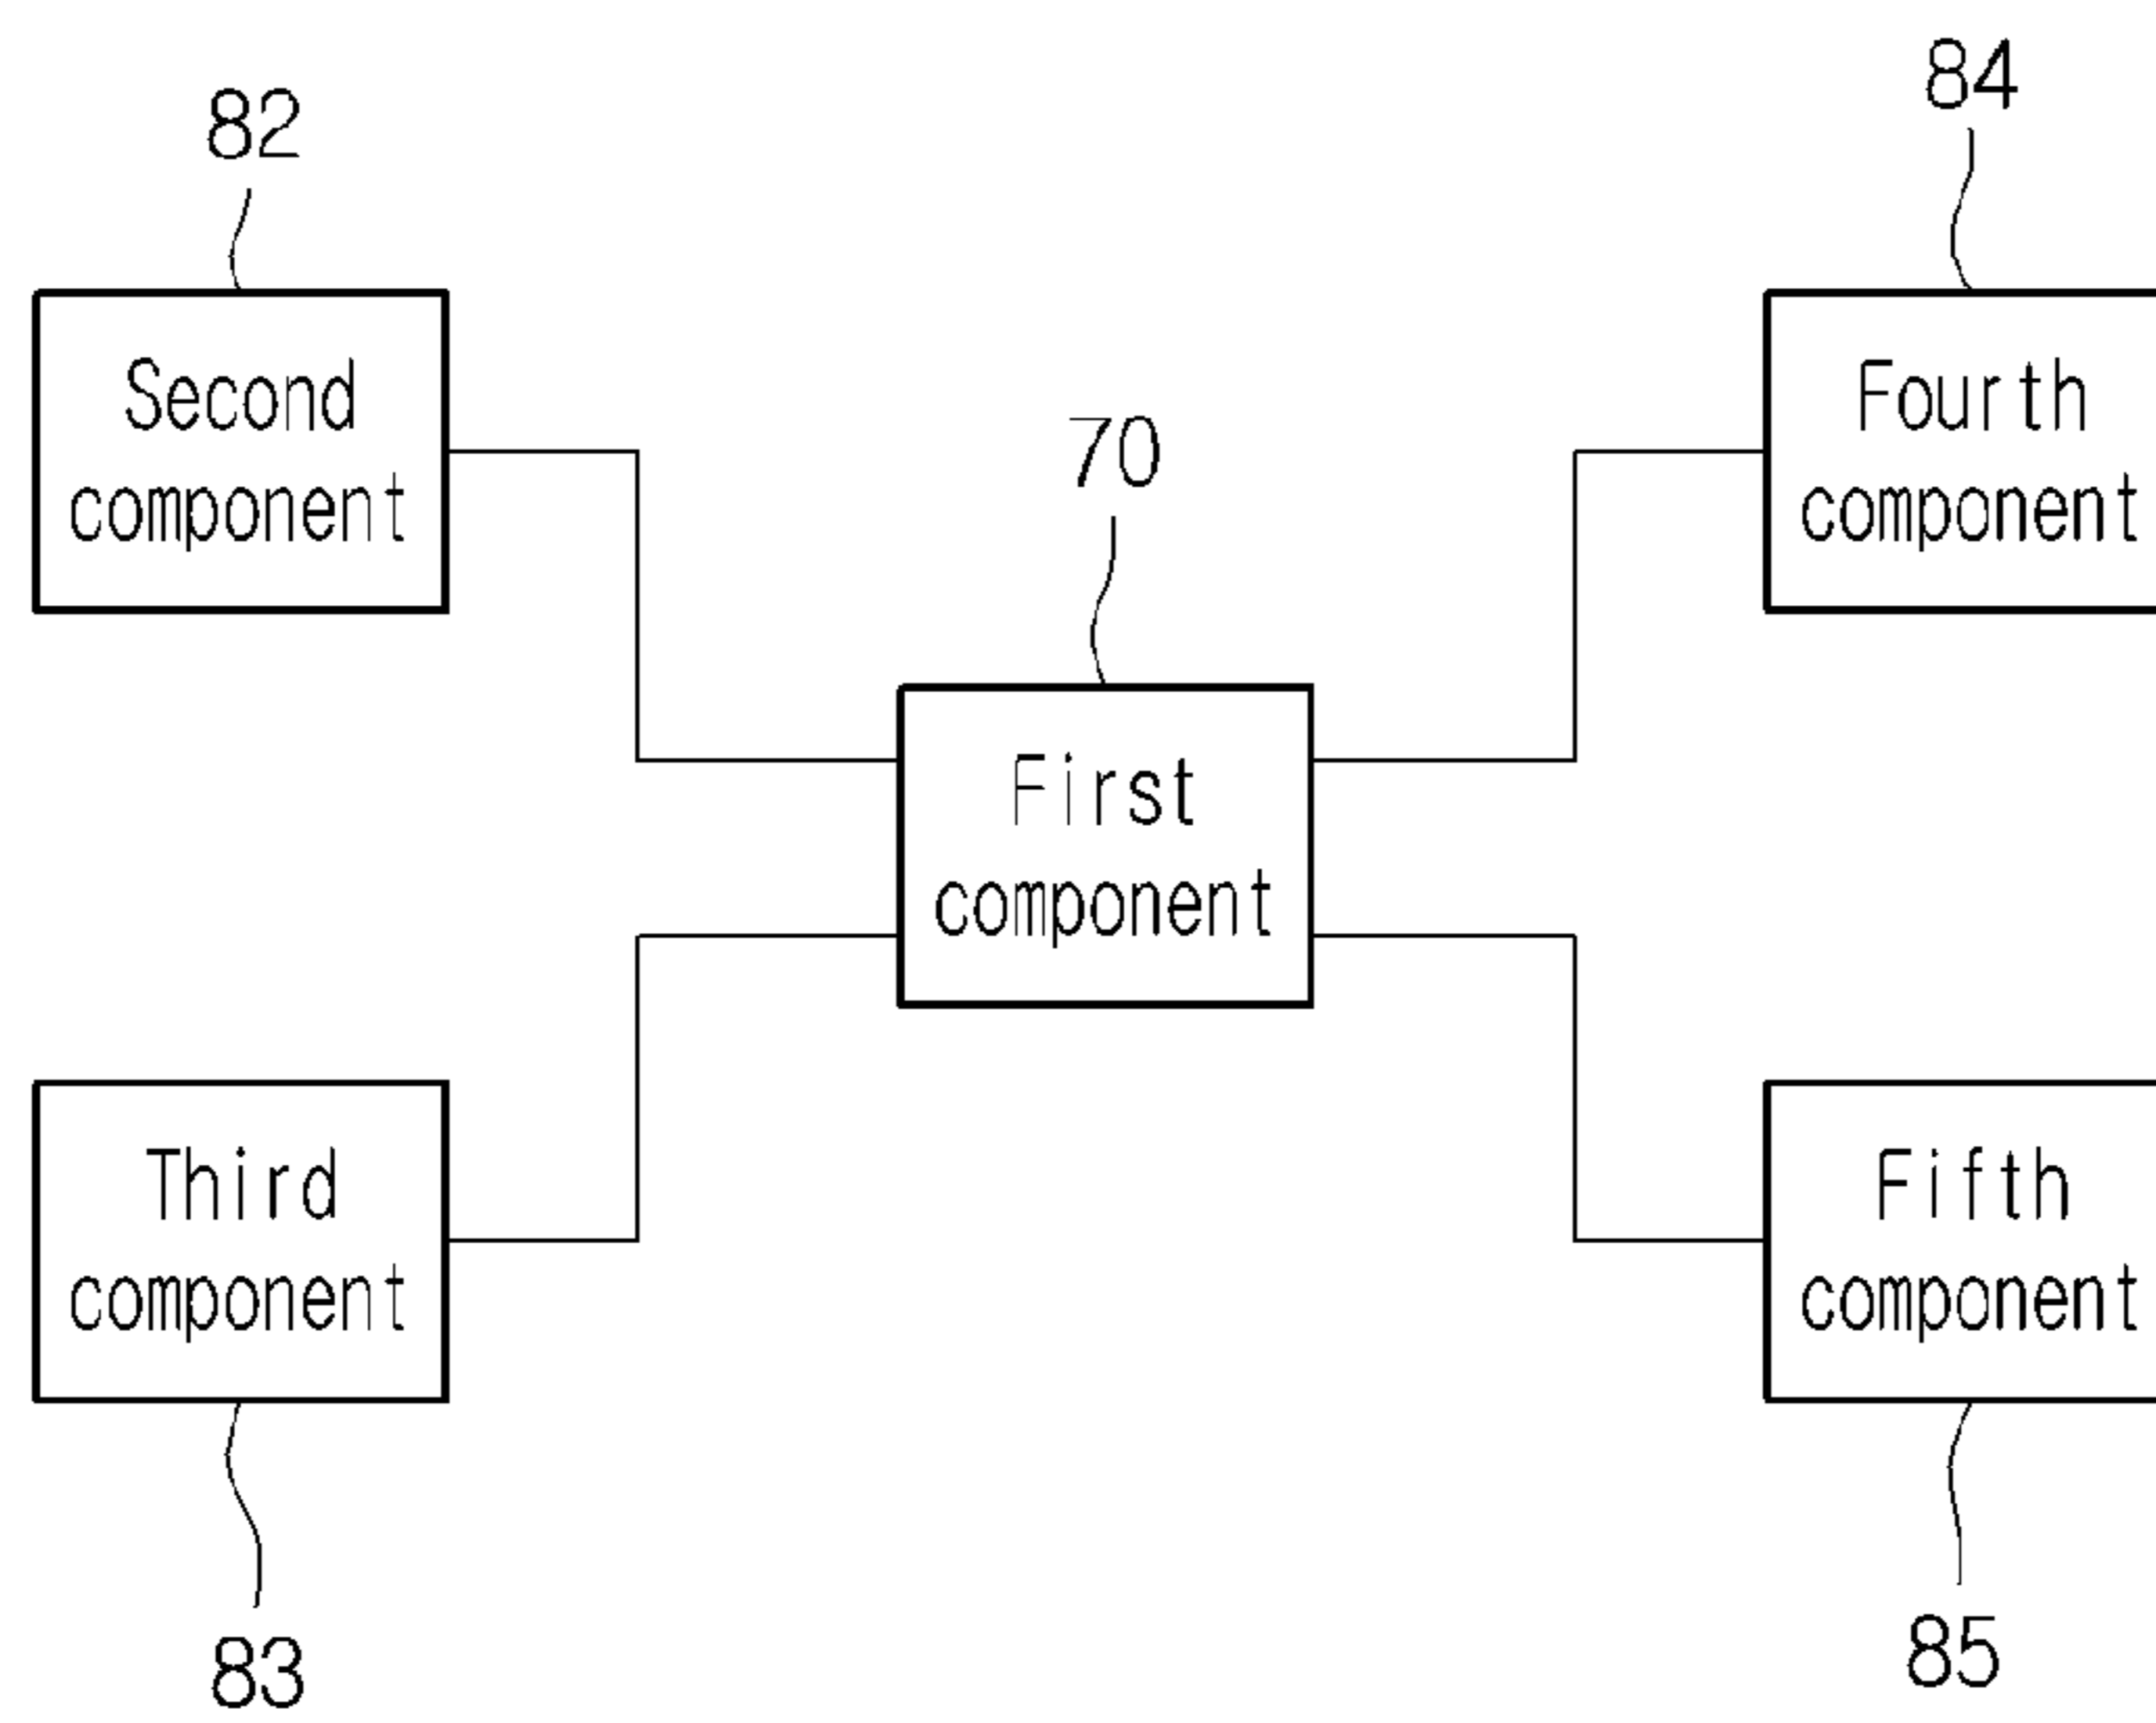 82
84
Second
component
Fourth
component
70
First
component
Third
component
Fifth
component
83
85